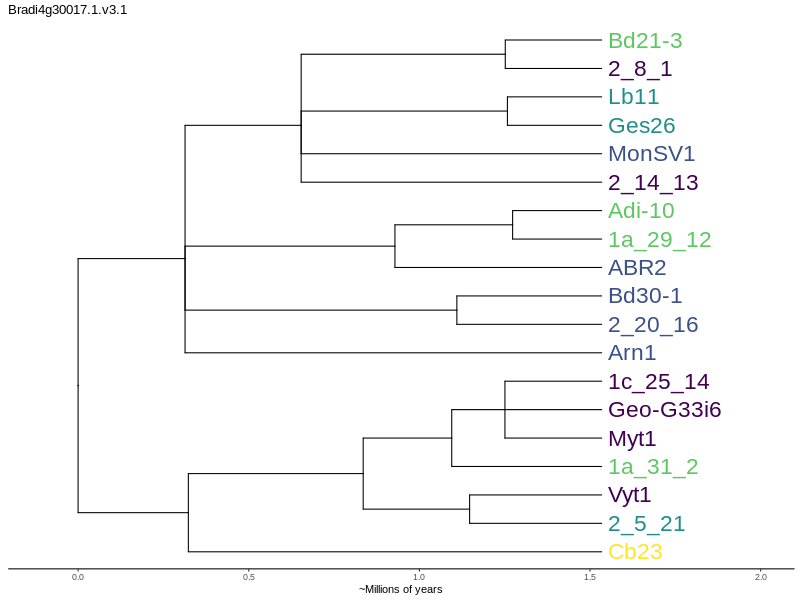 Bradi4g30017.1.v3.1
Bd21-3
2_8_1
Lb11
Ges26
MonSV1
2_14_13
Adi-10
1a_29_12
ABR2
Bd30-1
2_20_16
Arn1
1c_25_14
Geo-G33i6
Myt1
1a_31_2
Vyt1
2_5_21
Cb23
0.0 0.5 1.0 1.5 2.0
~Millions of years